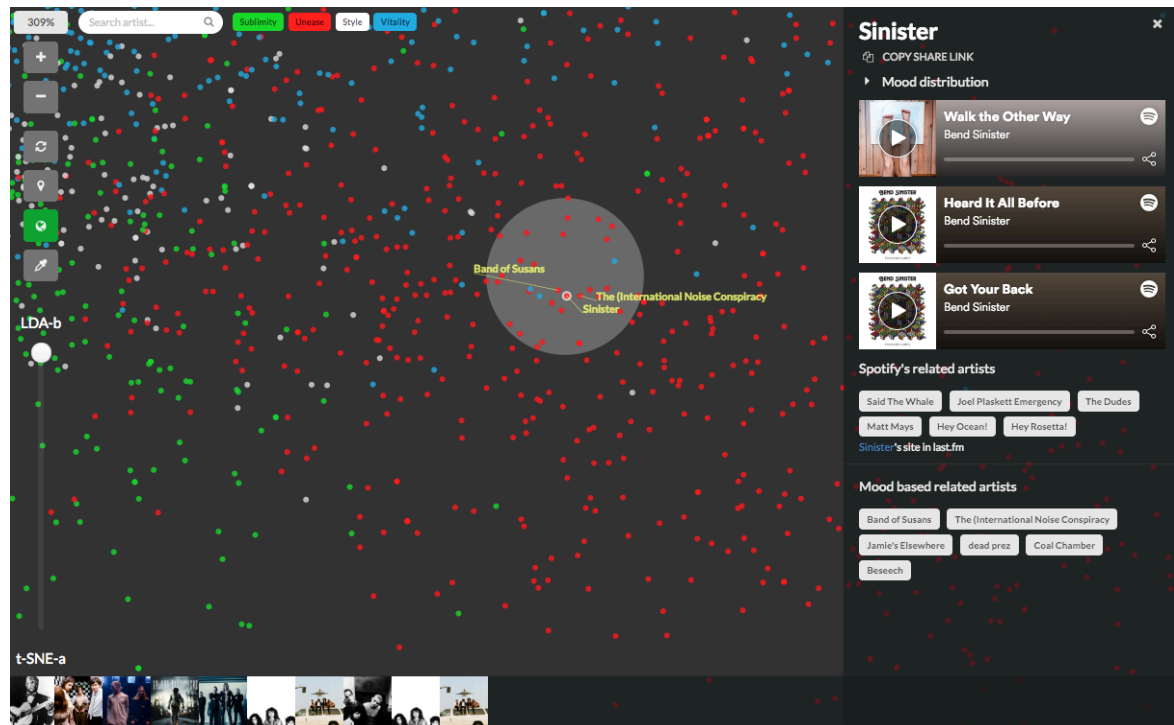 309%
Search artist...
Sublimity
Unease
Style
Vitality
LDA-b
t-SNE-a
Band of Susans
The (International Noise Conspiracy
Sinister
Sinister
COPY SHARE LINK
Mood distribution
Walk the Other Way
Bend Sinister
BEND SINISTER
Heard It All Before
Bend Sinister
BEND SINISTER
Got Your Back
Bend Sinister
Spotify's related artists
Said The Whale
Joel Plaskett Emergency
The Dudes
Matt Mays
Hey Ocean!
Hey Rosetta!
Sinister's site in last.fm
Mood based related artists
Band of Susans
The (International Noise Conspiracy
Jamie's Elsewhere
dead prez
Coal Chamber
Beseech